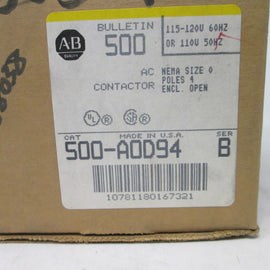 BULLETIN
500
115-120V 60HZ
OR 110V 50HZ
AB
AC
CONTACTOR
NEMA SIZE 0
POLES 4
ENCL. OPEN
CAT
MADE IN U.S.A.
SER
500-AOD94
B
10781180167321